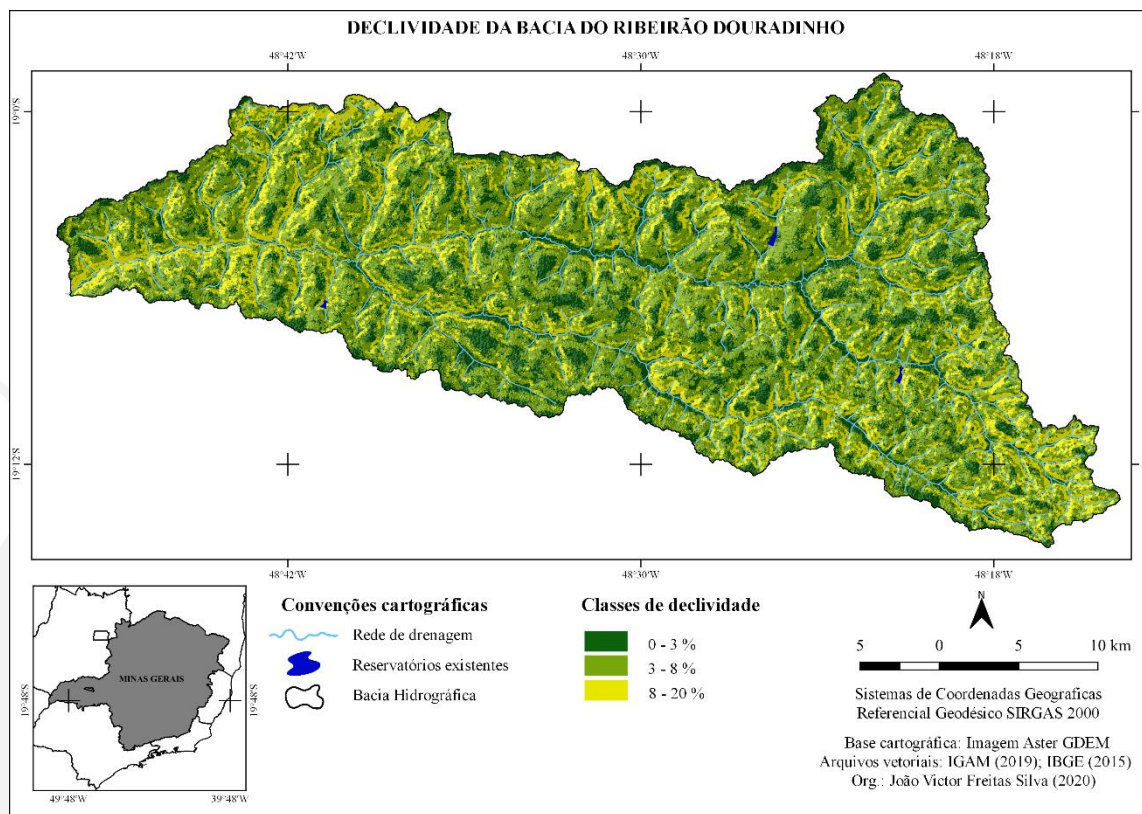 DECLIVIDADE DA BACIA DO RIBEIRÃO DOURADINHO
48°42'W
48°30'W
48°18'W
19°0'S
19°12'S
48°42'W
48°30'W
48°18'W
MINAS GERAIS
19°48'S
19°48'S
49°48'W
39°48'W
Convenções cartográficas
Rede de drenagem
Reservatórios existentes
Bacia Hidrográfica
Classes de declividade
0 - 3 %
3 - 8 %
8 - 20 %
N
5 0 5 10 km
Sistemas de Coordenadas Geograficas
Referencial Geodésico SIRGAS 2000
Base cartográfica: Imagem Aster GDEM
Arquivos vetoriais: IGAM (2019); IBGE (2015)
Org.: João Victor Freitas Silva (2020)